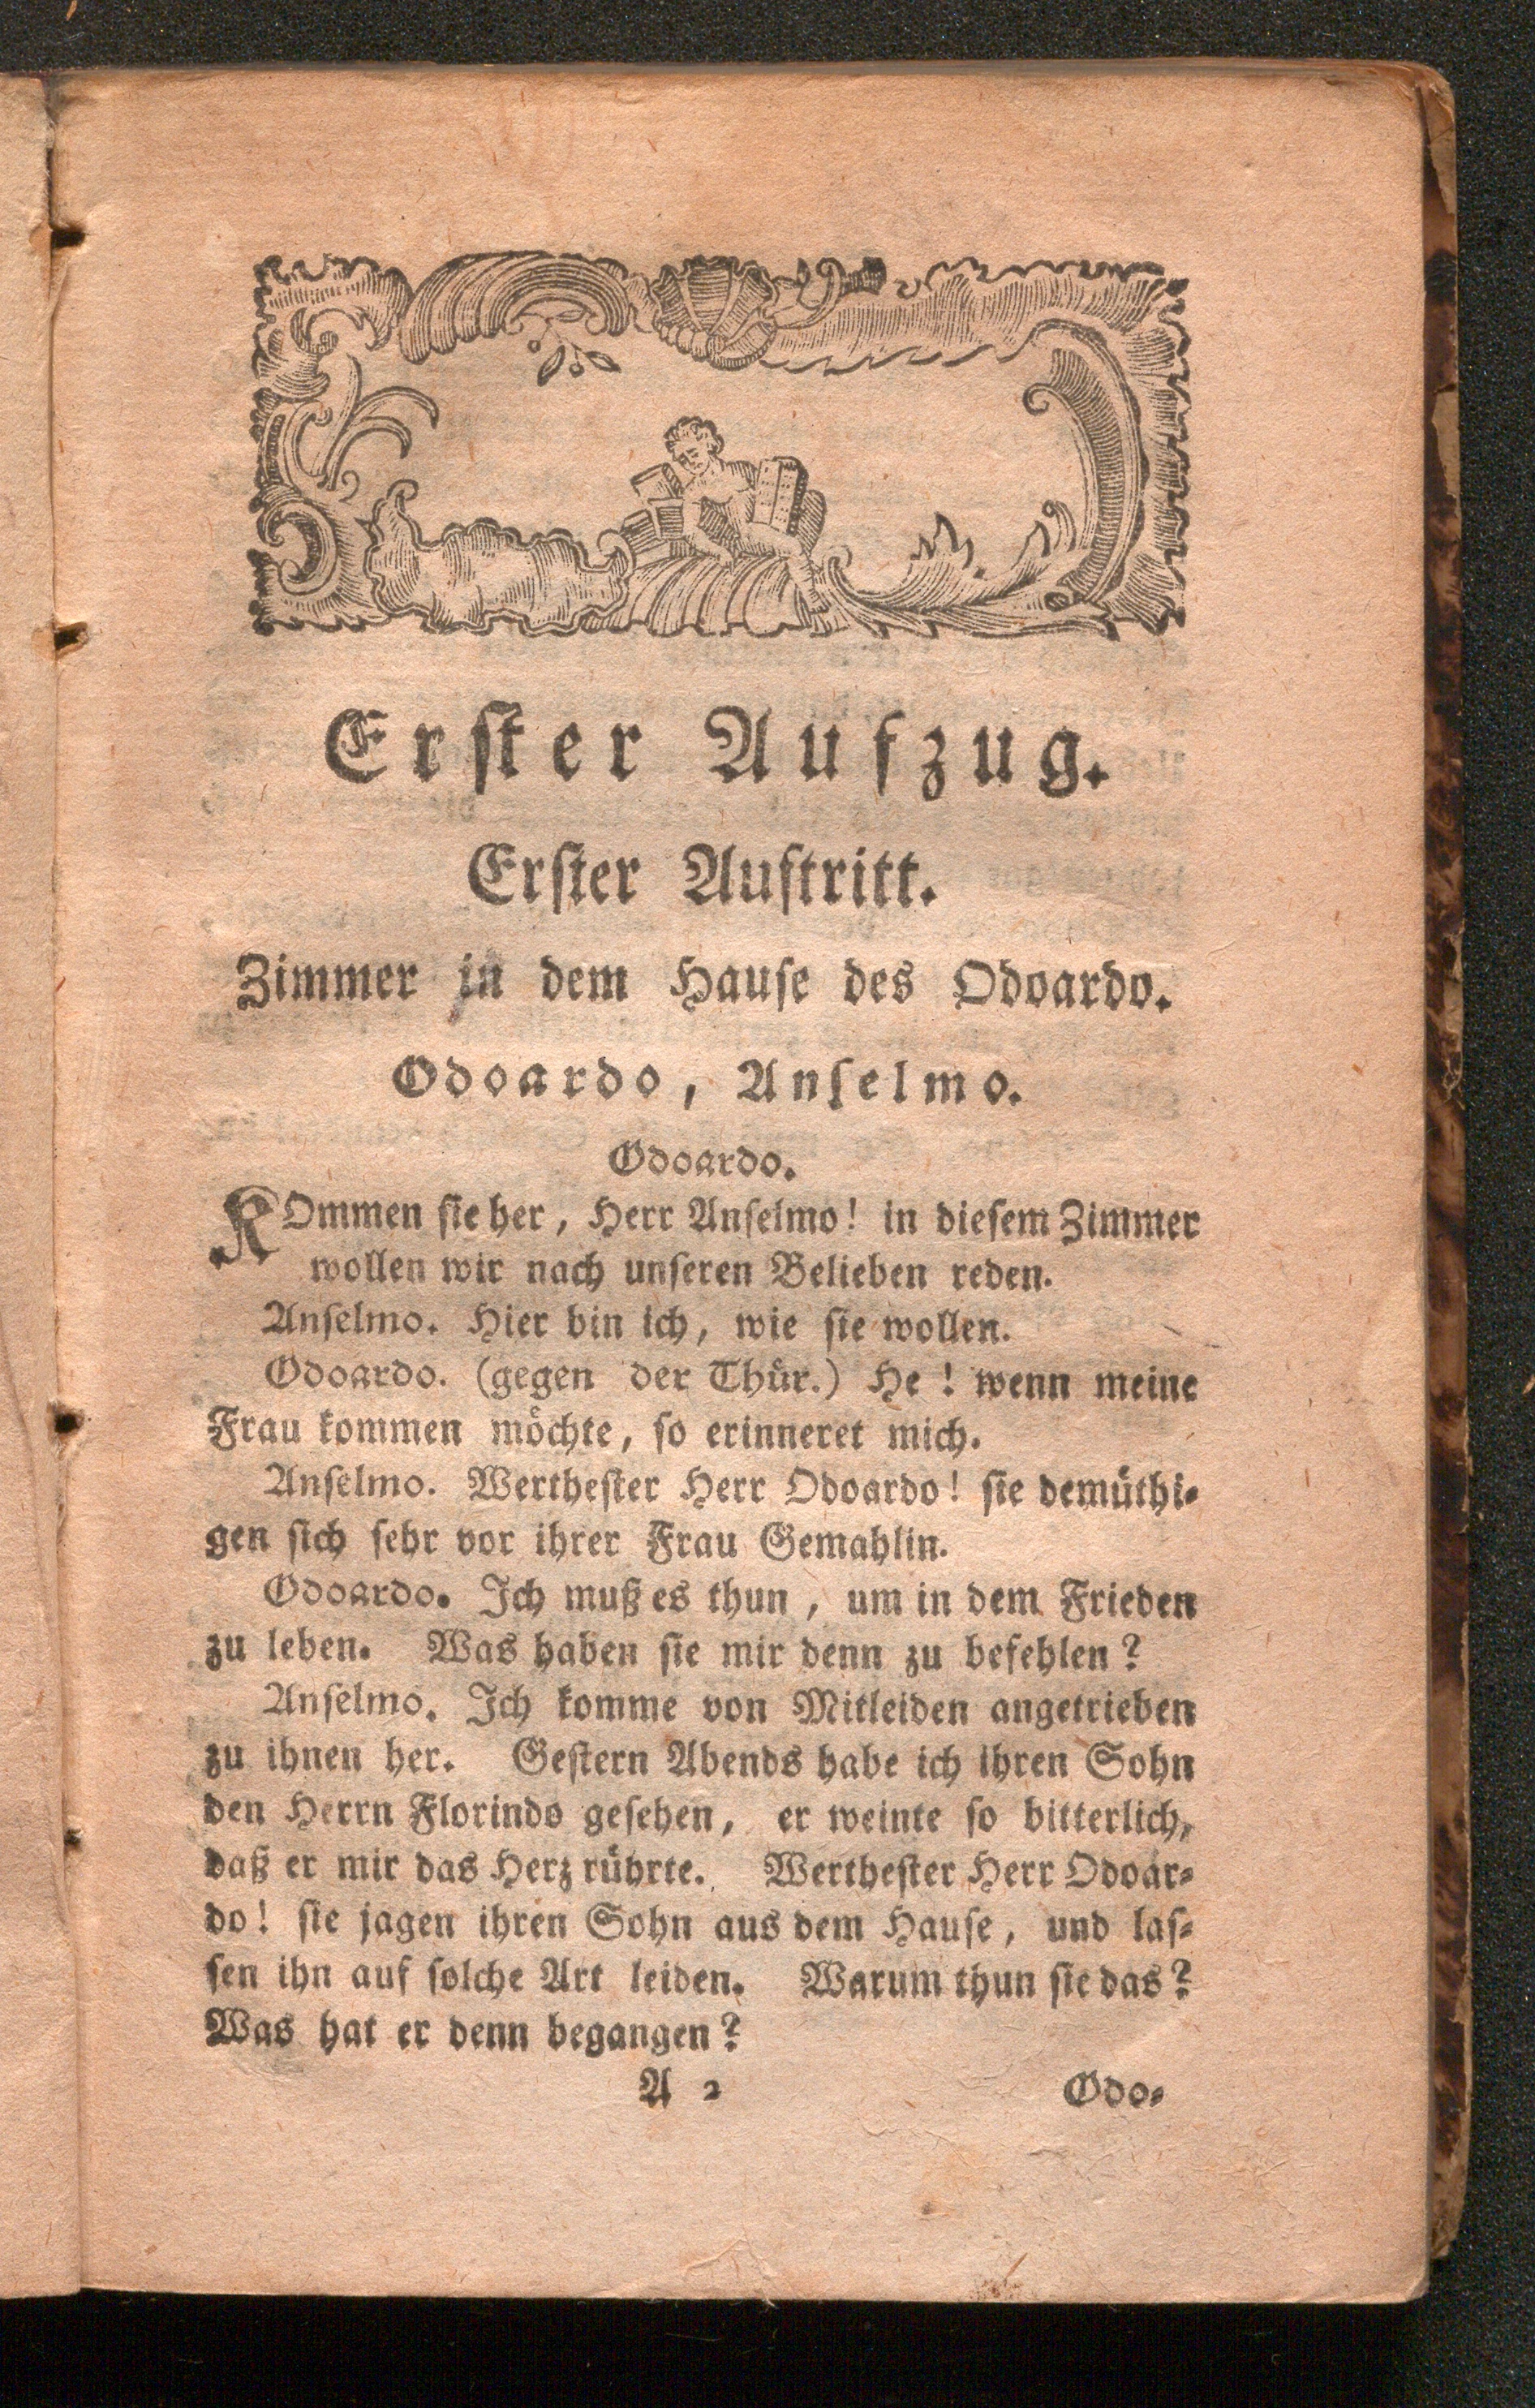 Erster Aufzug.
Erster Auftritt.
Zimmer in dem Hause des Odoardo.
Odoardo, Anselmo.
Odoardo.
KOmmen sie her, Herr Anselmo! in diesem Zimmer
wollen wir nach unseren Belieben reden.
Anselmo. Hier bin ich, wie sie wollen.
Odoardo. (gegen der Thür.) He! wenn meine
Frau kommen möchte, so erinneret mich.
Anselmo. Werthester Herr Odoardo! sie demüthi-
gen sich sehr vor ihrer Frau Gemahlin.
Odoardo. Ich muß es thun, um in dem Frieden
zu leben. Was haben sie mir denn zu befehlen?
Anselmo. Ich komme von Mitleiden angetrieben
zu ihnen her. Gestern Abends habe ich ihren Sohn
den Herrn Florindo gesehen, er weinte so bitterlich,
daß er mir das Herz rührte. Werthester Herr Odoar-
do! sie jagen ihren Sohn aus dem Hause, und las-
sen ihn auf solche Art leiden. Warum thun sie das?
Was hat er denn begangen?
A 2 Odo-